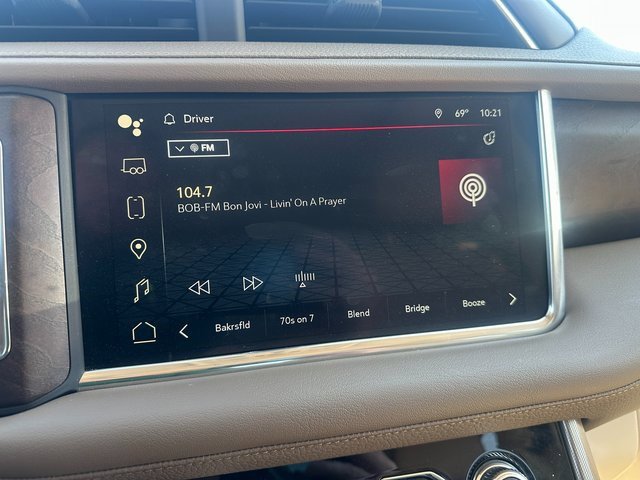 Driver
69° 10:21
FM
104.7
BOB-FM Bon Jovi - Livin' On A Prayer
Bakrsfld 70s on 7 Blend Bridge Booze